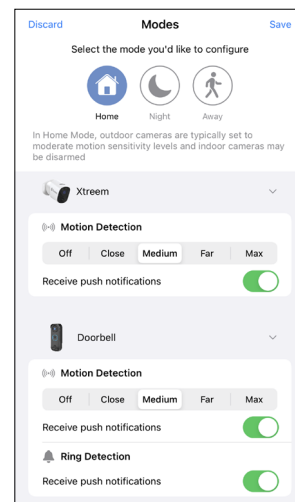 Discard Modes Save
Select the mode you'd like to configure
Home Night Away
In Home Mode, outdoor cameras are typically set to
moderate motion sensitivity levels and indoor cameras may
be disarmed
Xtreem
Motion Detection
Off Close Medium Far Max
Receive push notifications
Doorbell
Motion Detection
Off Close Medium Far Max
Receive push notifications
Ring Detection
Receive push notifications